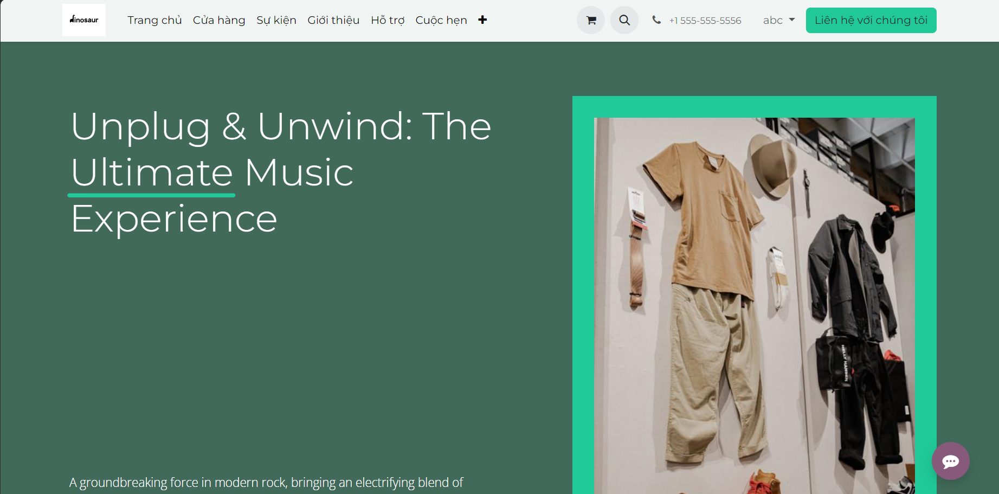 dinosaur
Trang chủ Cửa hàng Sự kiện Giới thiệu Hỗ trợ Cuộc hẹn
+1 555-555-5556
abc
Liên hệ với chúng tôi
Unplug & Unwind: The
Ultimate Music
Experience
HELLY HANSEN
A groundbreaking force in modern rock, bringing an electrifying blend of